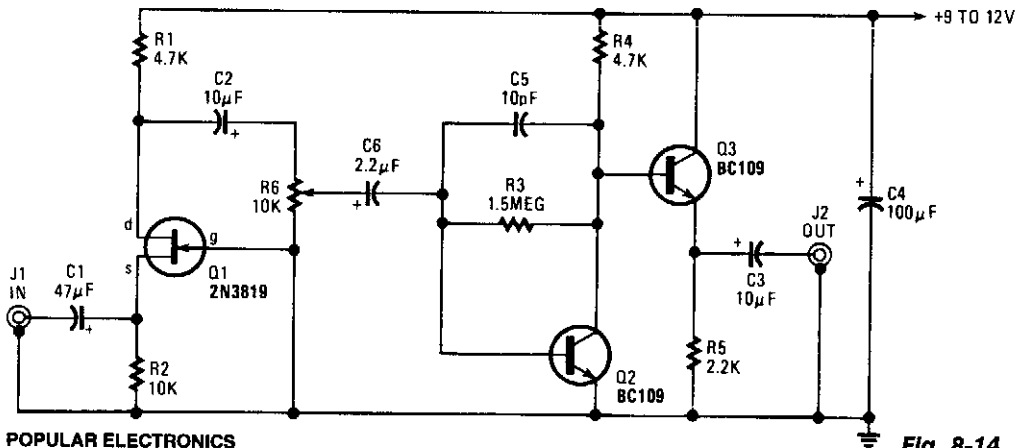 +9 TO 12V
R1
4.7K
R4
4.7K
C2
10µF
+
C5
10pF
C6
2.2µF
+
Q3
BC109
R6
10K
R3
1.5MEG
+
C4
100µF
J2
OUT
d
g
s
Q1
2N3819
J1
IN
C1
47µF
+
+
C3
10µF
R2
10K
Q2
BC109
R5
2.2K
POPULAR ELECTRONICS
Fig. 8-14